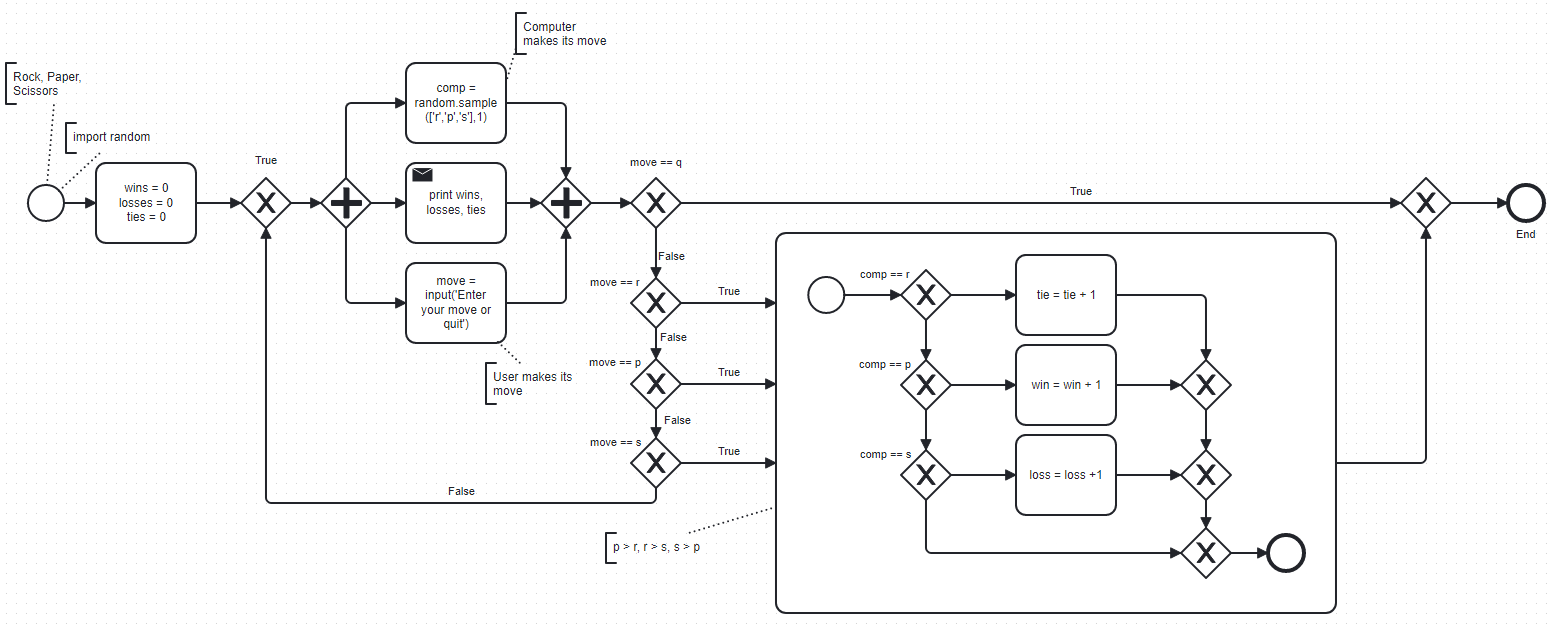 Rock, Paper,
Scissors
import random
wins = 0
losses = 0
ties = 0
True
Computer
makes its move
comp =
random.sample
(['r','p','s'],1)
print wins,
losses, ties
move =
input('Enter
your move or
quit')
User makes its
move
move == q
True
End
False
move == r
True
False
move == p
True
False
move == s
True
False
p > r, r > s, s > p
comp == r
tie = tie + 1
comp == p
win = win + 1
comp == s
loss = loss +1